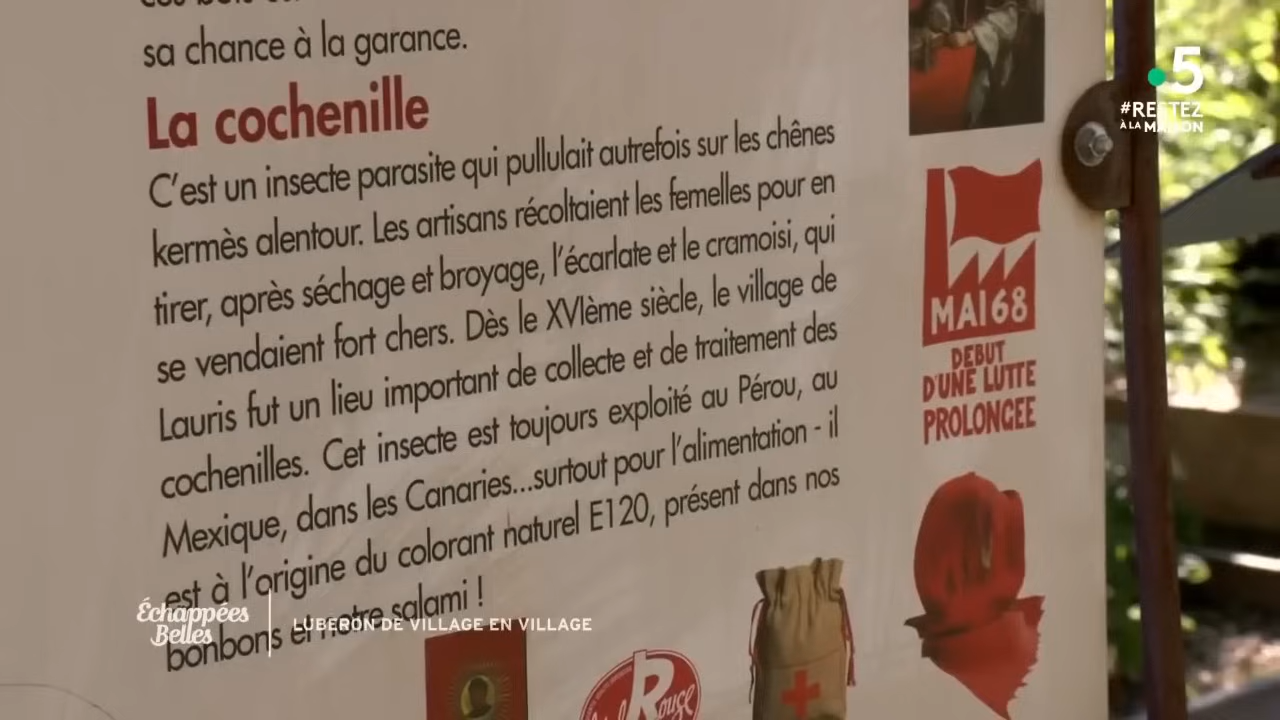 sa chance à la garance.
La cochenille
C'est un insecte parasite qui pullulait autrefois sur les chênes
kermès alentour. Les artisans récoltaient les femelles pour en
tirer, après séchage et broyage, l'écarlate et le cramoisi, qui
se vendaient fort chers. Dès le XVIème siècle, le village de
Lauris fut un lieu important de collecte et de traitement des
cochenilles. Cet insecte est toujours exploité au Pérou, au
Mexique, dans les Canaries...surtout pour l'alimentation - il
est à l'origine du colorant naturel E120, présent dans nos
bonbons et notre salami !
MAI 68
DEBUT
D'UNE LUTTE
PROLONGEE
Rouge
5
#RESTEZ
À LA MAISON
Échappées
Belles
LUBERON DE VILLAGE EN VILLAGE